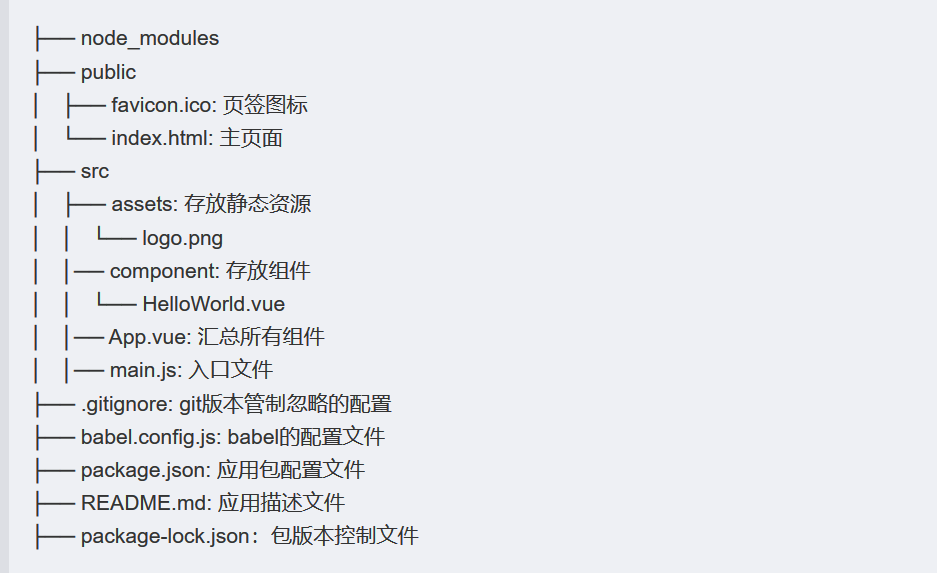 ├── node_modules
├── public
│   ├── favicon.ico: 页签图标
│   └── index.html: 主页面
├── src
│   ├── assets: 存放静态资源
│   │   └── logo.png
│   │── component: 存放组件
│   │   └── HelloWorld.vue
│   │── App.vue: 汇总所有组件
│   │── main.js: 入口文件
├── .gitignore: git版本管制忽略的配置
├── babel.config.js: babel的配置文件
├── package.json: 应用包配置文件
├── README.md: 应用描述文件
├── package-lock.json：包版本控制文件